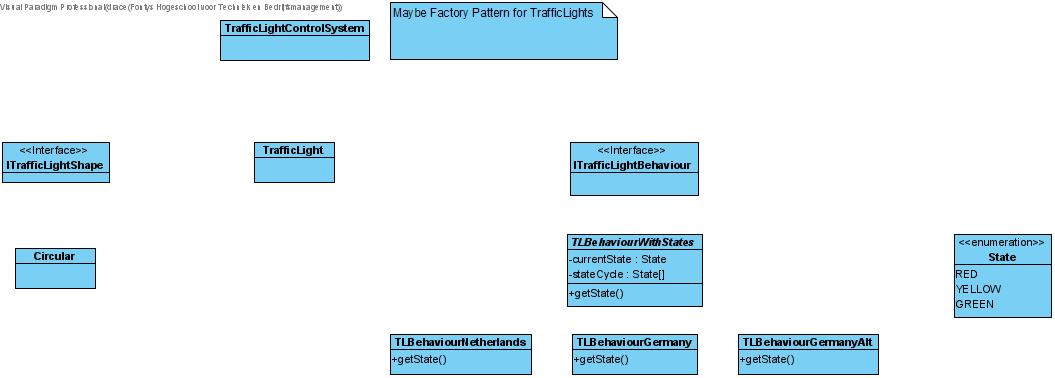 Visual Paradigm Professional(drace(Fontys Hogeschool voor Techniek en Bedrijfsmanagement))
Maybe Factory Pattern for TrafficLights
TrafficLightControlSystem
<<Interface>>
ITrafficLightShape
TrafficLight
<<Interface>>
ITrafficLightBehaviour
Circular
TLBehaviourWithStates
-currentState : State
-stateCycle : State[]
+getState()
<<enumeration>>
State
RED
YELLOW
GREEN
TLBehaviourNetherlands
+getState()
TLBehaviourGermany
+getState()
TLBehaviourGermanyAlt
+getState()